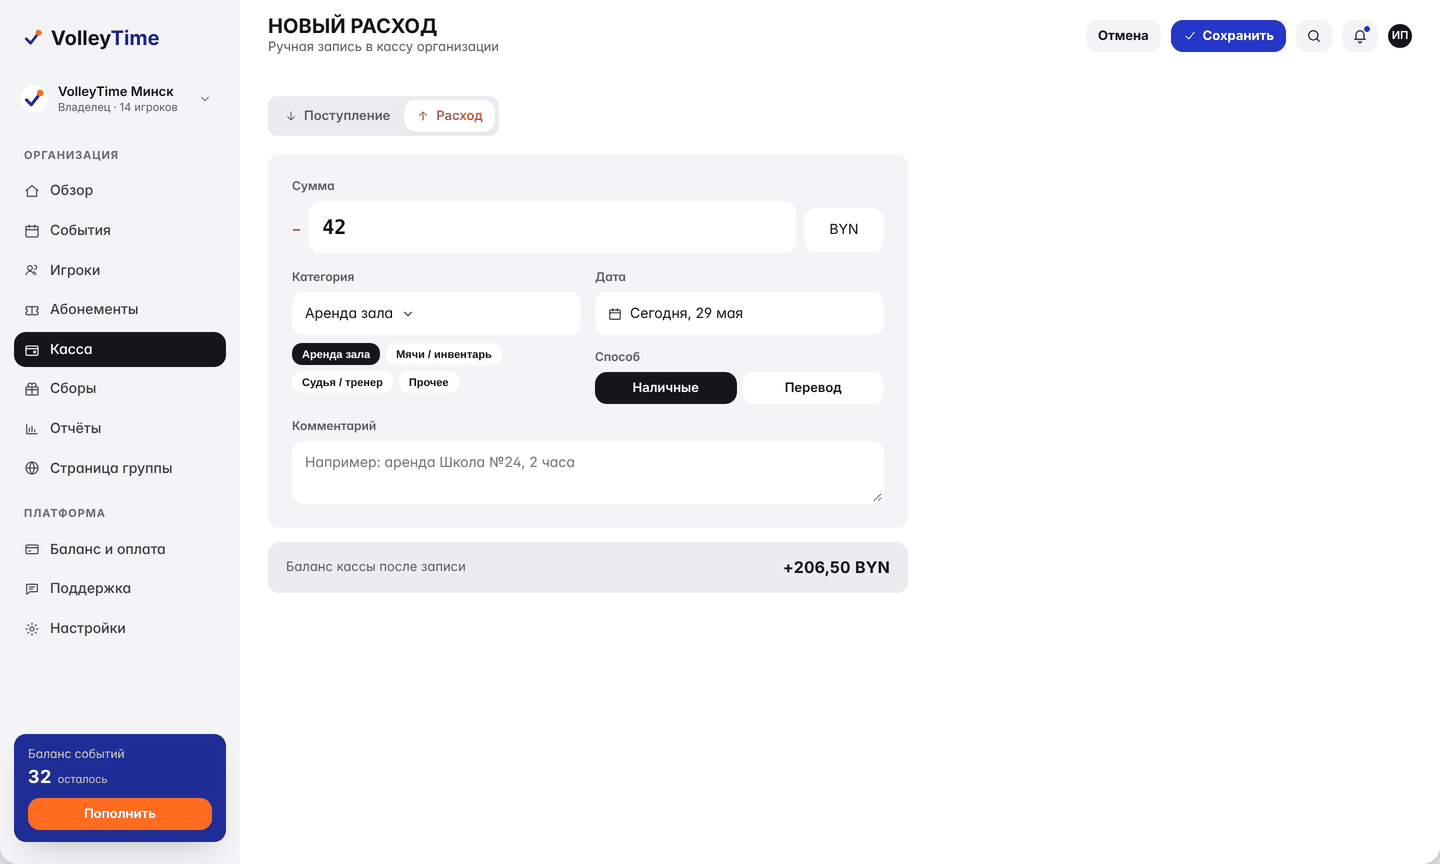 VolleyTime
VolleyTime Минск
Владелец · 14 игроков
ОРГАНИЗАЦИЯ
Обзор
События
Игроки
Абонементы
Касса
Сборы
Отчёты
Страница группы
ПЛАТФОРМА
Баланс и оплата
Поддержка
Настройки
Баланс событий
32 осталось
Пополнить
НОВЫЙ РАСХОД
Ручная запись в кассу организации
Отмена
Сохранить
ИП
Поступление
Расход
Сумма
– 42
BYN
Категория
Аренда зала
Аренда зала
Мячи / инвентарь
Судья / тренер
Прочее
Дата
Сегодня, 29 мая
Способ
Наличные
Перевод
Комментарий
Например: аренда Школа №24, 2 часа
Баланс кассы после записи
+206,50 BYN